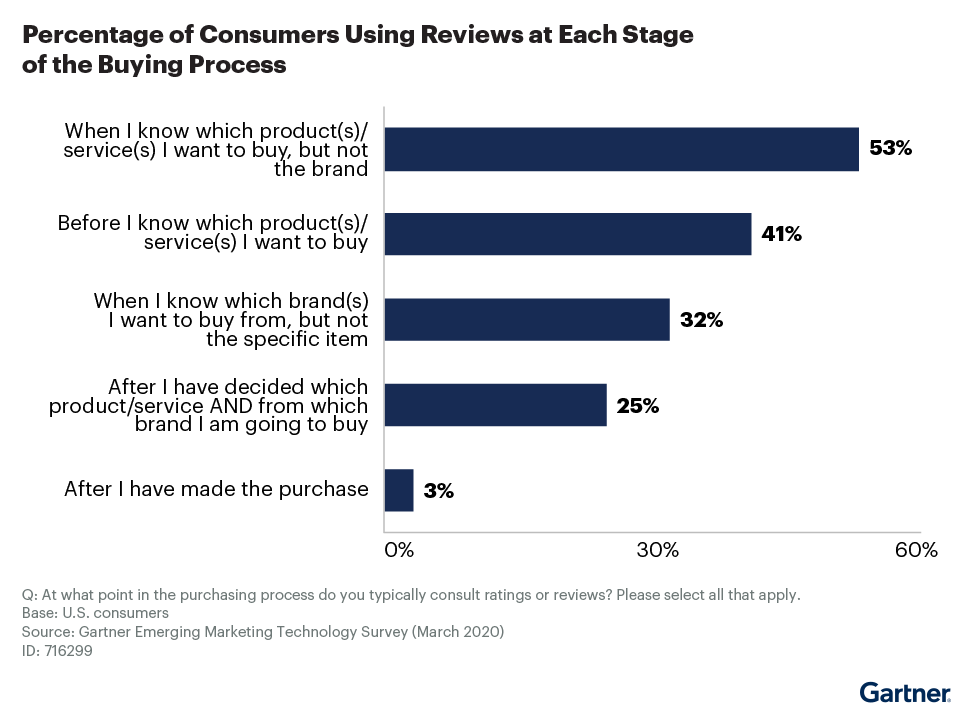 Percentage of Consumers Using Reviews at Each Stage
of the Buying Process
When I know which product(s)/
service(s) I want to buy, but not
the brand
53%
Before I know which product(s)/
service(s) I want to buy
41%
When I know which brand(s)
I want to buy from, but not
the specific item
32%
After I have decided which
product/service AND from which
brand I am going to buy
25%
After I have made the purchase
3%
0%
30%
60%
Q: At what point in the purchasing process do you typically consult ratings or reviews? Please select all that apply.
Base: U.S. consumers
Source: Gartner Emerging Marketing Technology Survey (March 2020)
ID: 716299
Gartner